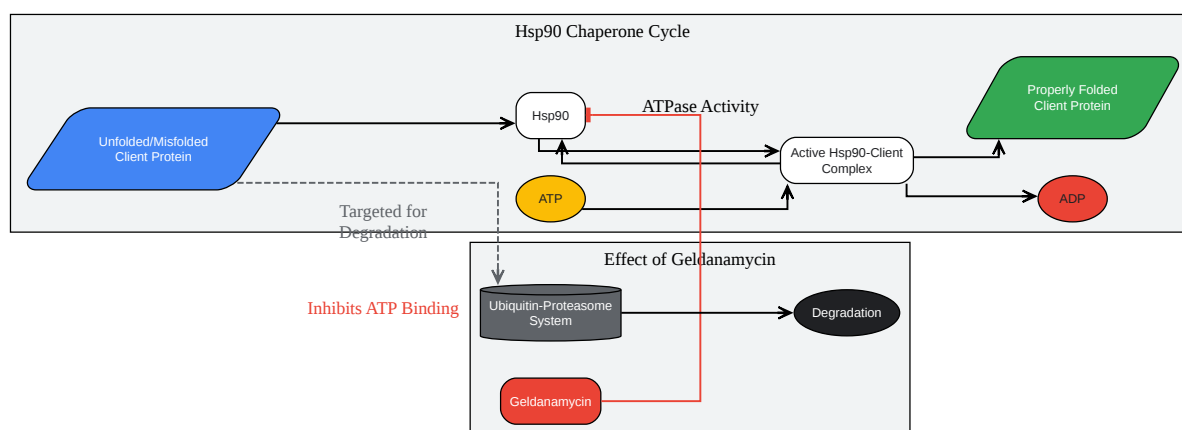 Hsp90 Chaperone Cycle
Properly Folded
Client Protein
Hsp90
ATPase Activity
Unfolded/Misfolded
Client Protein
Active Hsp90-Client
Complex
ATP
ADP
Targeted for
Degradation
Effect of Geldanamycin
Inhibits ATP Binding
Ubiquitin-Proteasome
System
Degradation
Geldanamycin